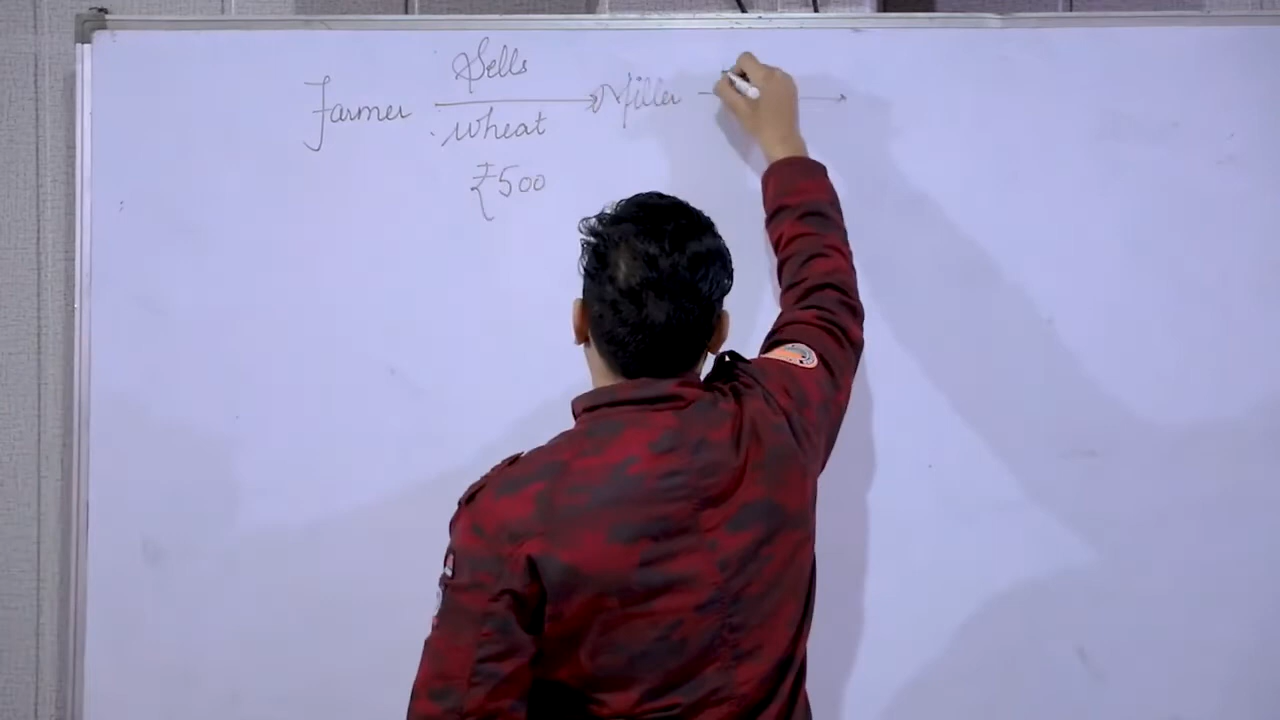 Sells
Farmer → Miller →
wheat
₹500